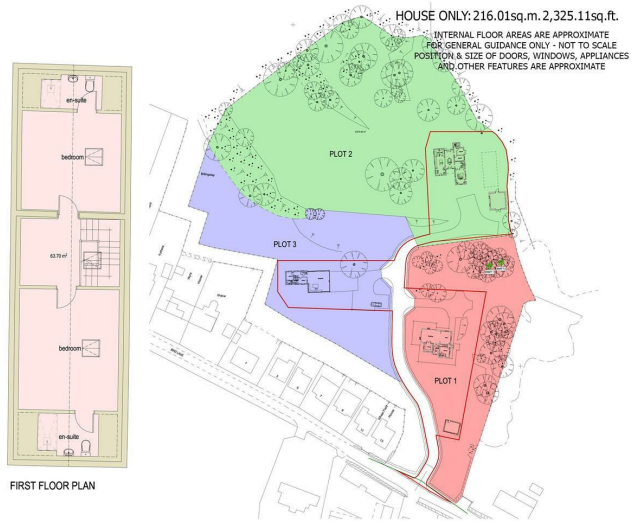 HOUSE ONLY: 216.01sq.m. 2,325.11sq.ft.
INTERNAL FLOOR AREAS ARE APPROXIMATE
FOR GENERAL GUIDANCE ONLY - NOT TO SCALE
POSITION & SIZE OF DOORS, WINDOWS, APPLIANCES
AND OTHER FEATURES ARE APPROXIMATE
en-suite
bedroom
63.70 m²
bedroom
en-suite
FIRST FLOOR PLAN
PLOT 2
PLOT 3
PLOT 1